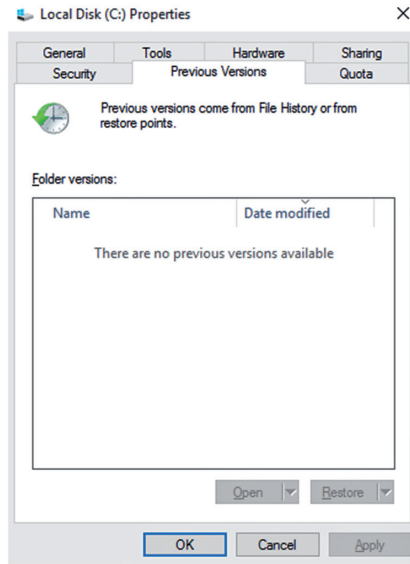 Local Disk (C:) Properties
General Tools Hardware Sharing
Security Previous Versions Quota
Previous versions come from File History or from
restore points.
Folder versions:
Name Date modified
There are no previous versions available
Open Restore
OK Cancel Apply